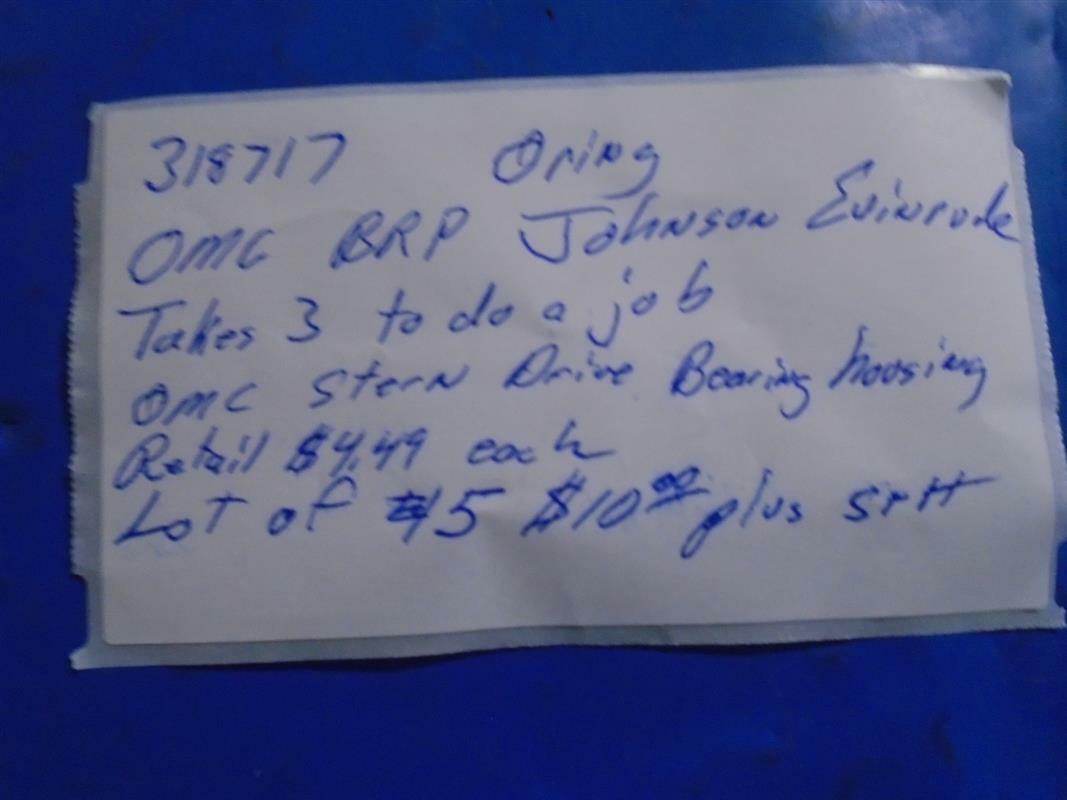 318717 Oring
OMC BRP Johnson Evinrude
Takes 3 to do a job
OMC Stern Drive Bearing housing
Retail $4.49 each
Lot of 15 $10.00 plus S+H